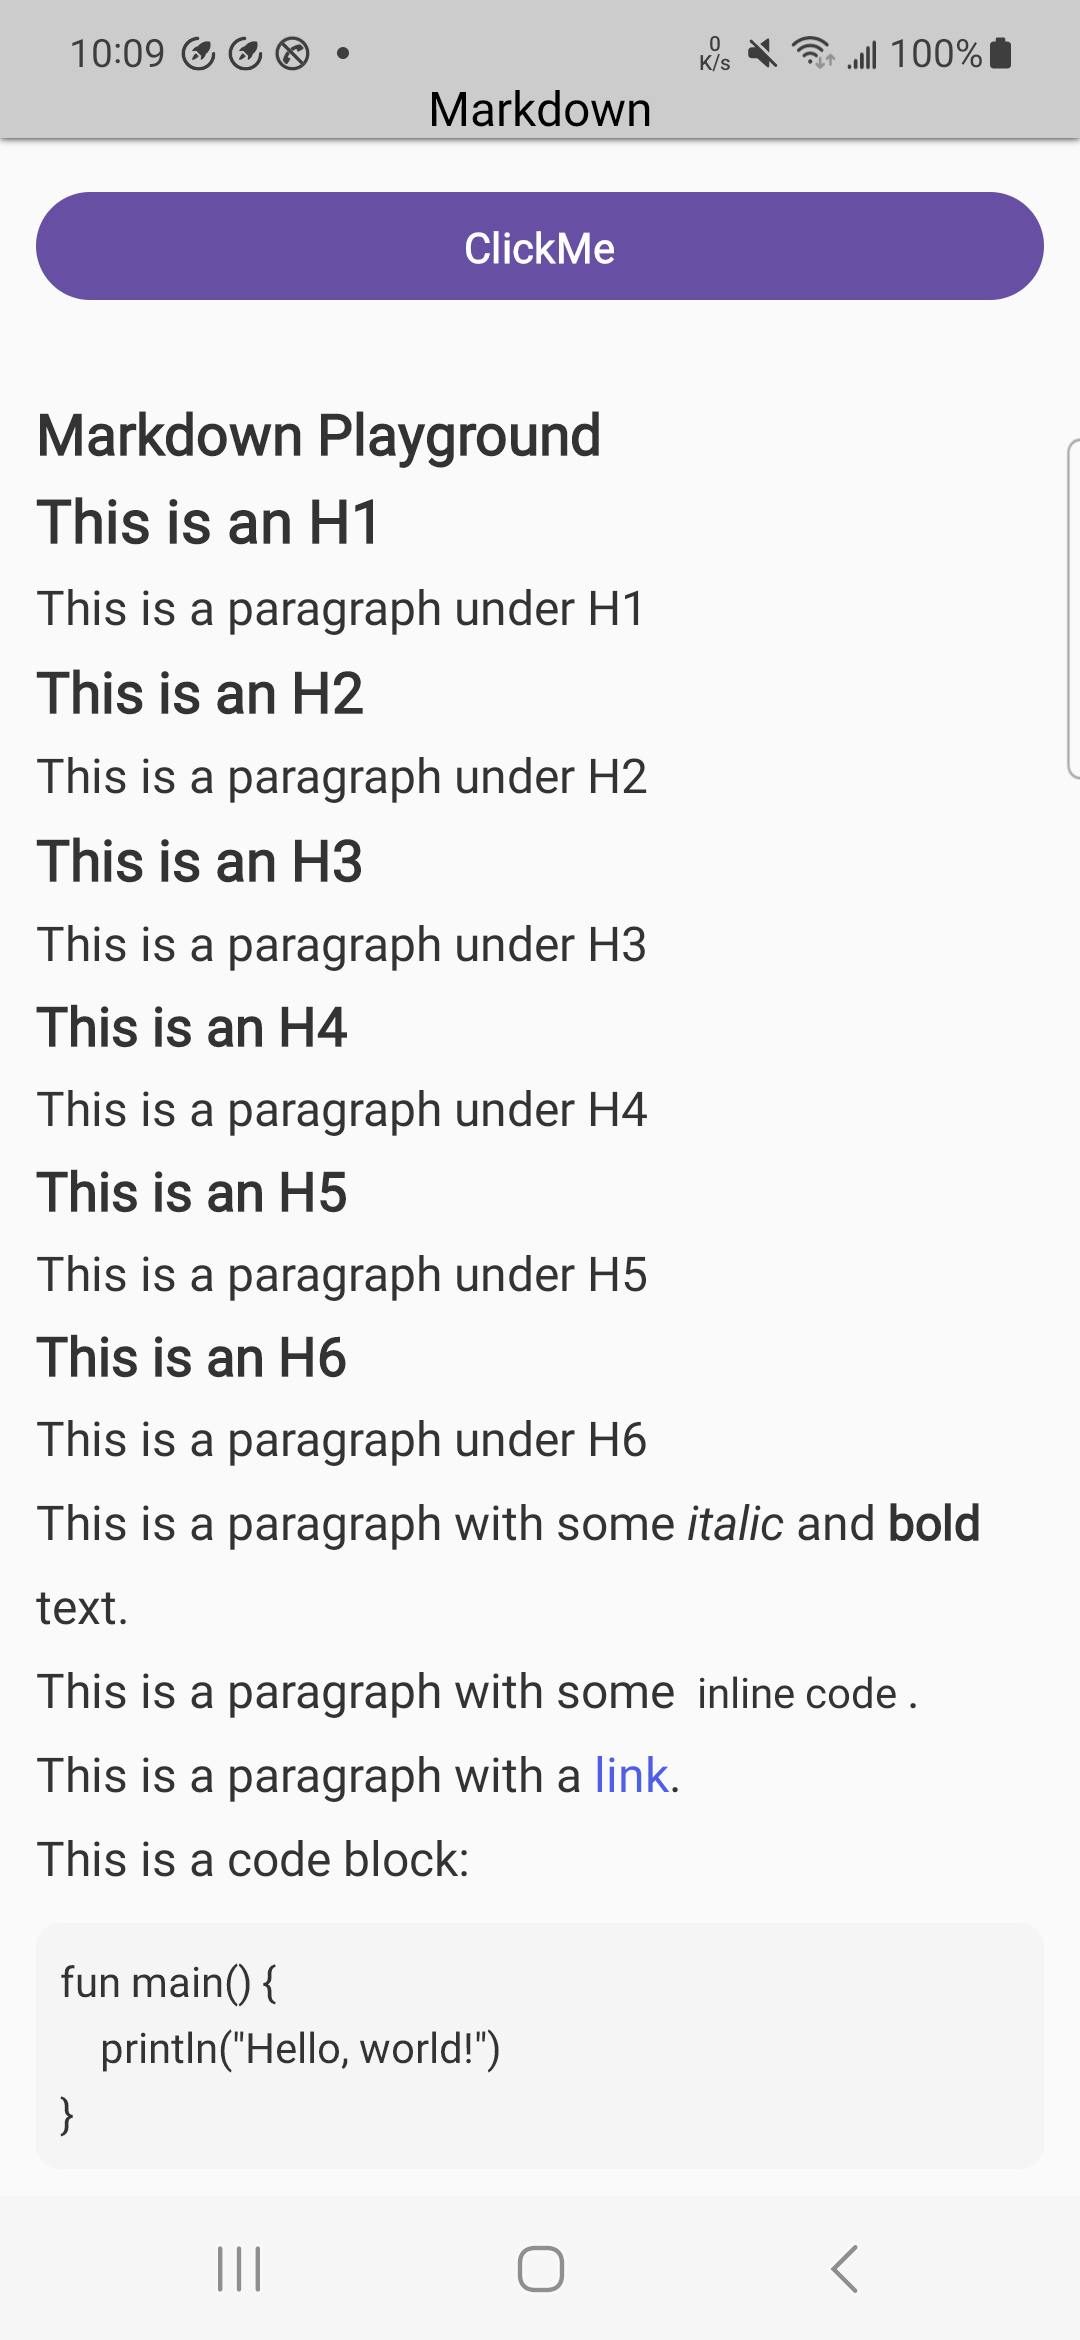 10:09
0 K/s
100%
Markdown
ClickMe
Markdown Playground
This is an H1
This is a paragraph under H1
This is an H2
This is a paragraph under H2
This is an H3
This is a paragraph under H3
This is an H4
This is a paragraph under H4
This is an H5
This is a paragraph under H5
This is an H6
This is a paragraph under H6
This is a paragraph with some italic and bold
text.
This is a paragraph with some inline code .
This is a paragraph with a link.
This is a code block:
fun main() {
    println("Hello, world!")
}